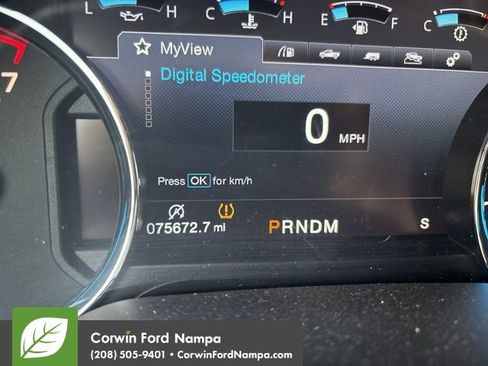 L H C H E F C
7
MyView
Digital Speedometer
0 MPH
Press OK for km/h
075672.7 mi PRNDM S
Corwin Ford Nampa
(208) 505-9401 • CorwinFordNampa.com